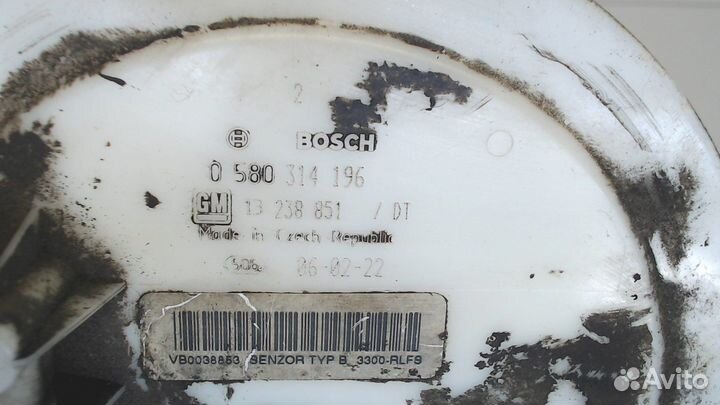 2
BOSCH
0 580 314 196
GM 13 238 851 / DT
Made in Czech Republic
06-02-22
VB0038853 SENZOR TYP B 3300-RLFS
Avito